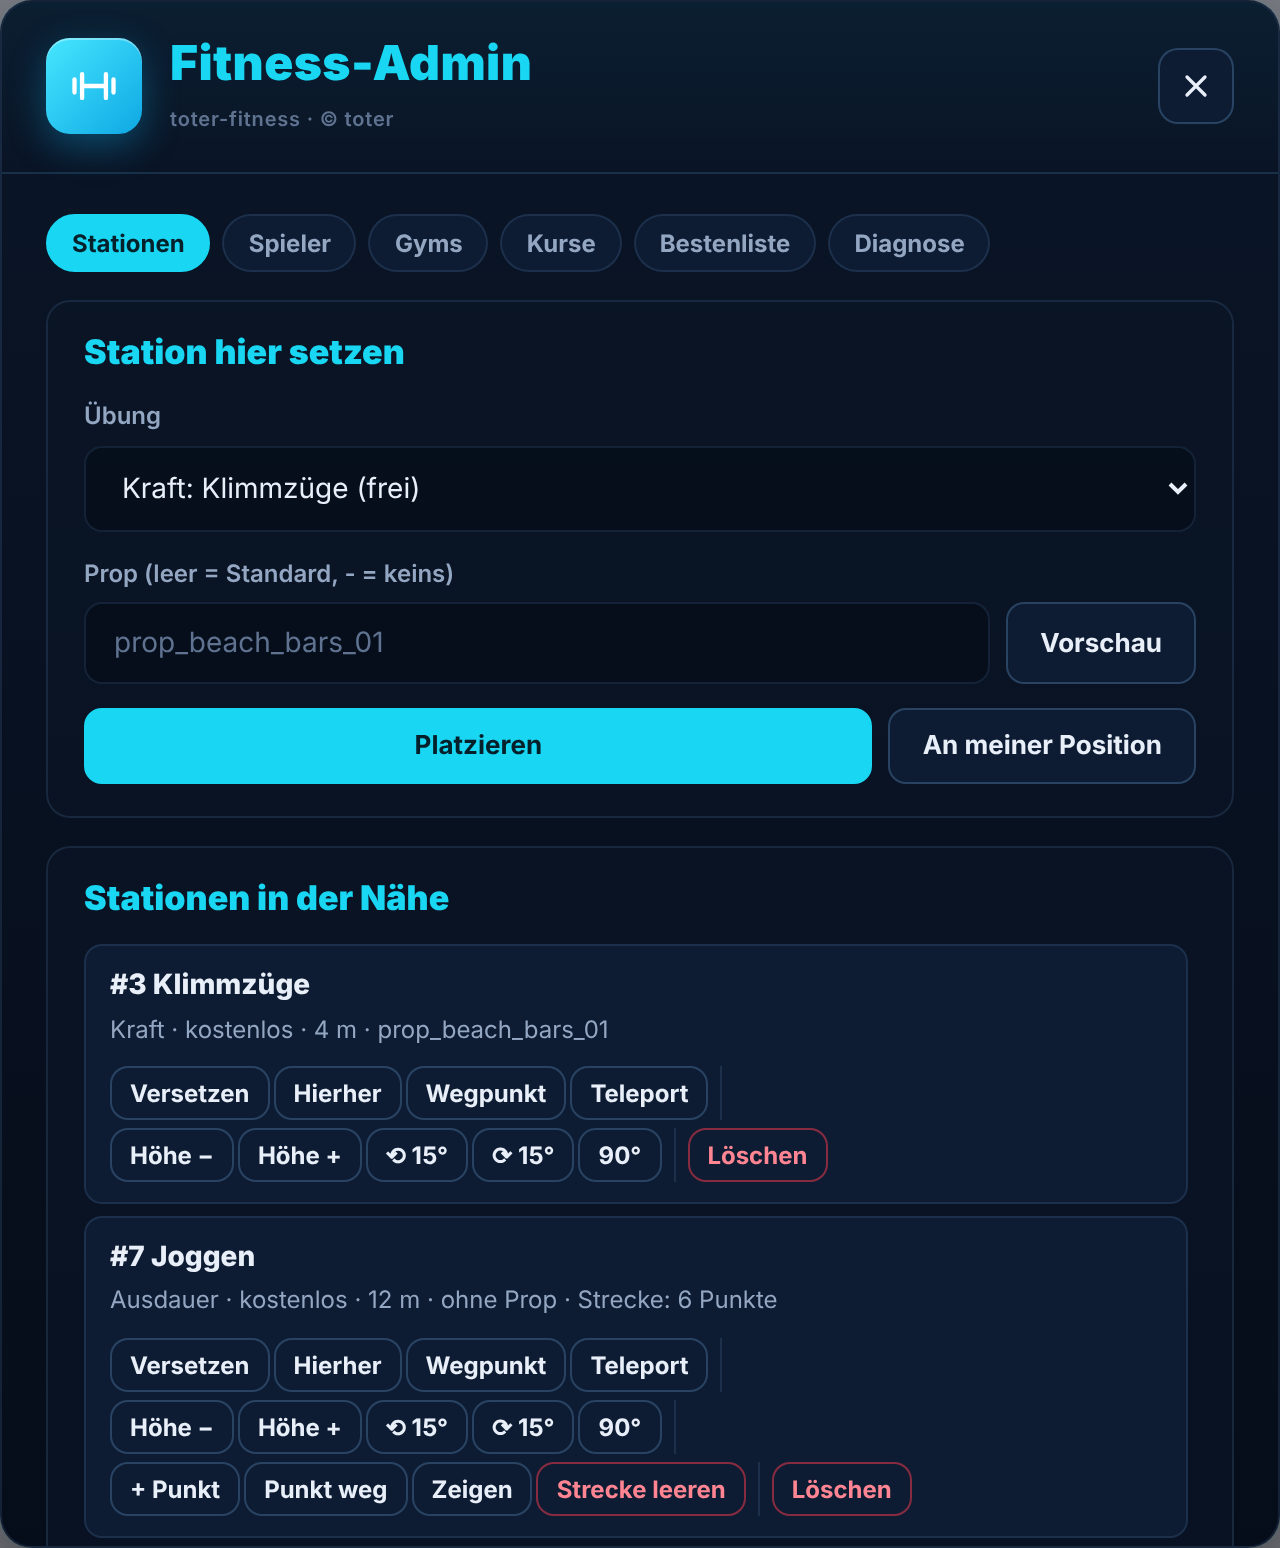 Fitness-Admin
toter-fitness · © toter
Stationen Spieler Gyms Kurse Bestenliste Diagnose
Station hier setzen
Übung
Kraft: Klimmzüge (frei)
Prop (leer = Standard, - = keins)
prop_beach_bars_01 Vorschau
Platzieren An meiner Position
Stationen in der Nähe
#3 Klimmzüge
Kraft · kostenlos · 4 m · prop_beach_bars_01
Versetzen Hierher Wegpunkt Teleport
Höhe − Höhe + ⟲ 15° ⟳ 15° 90° Löschen
#7 Joggen
Ausdauer · kostenlos · 12 m · ohne Prop · Strecke: 6 Punkte
Versetzen Hierher Wegpunkt Teleport
Höhe − Höhe + ⟲ 15° ⟳ 15° 90°
+ Punkt Punkt weg Zeigen Strecke leeren Löschen